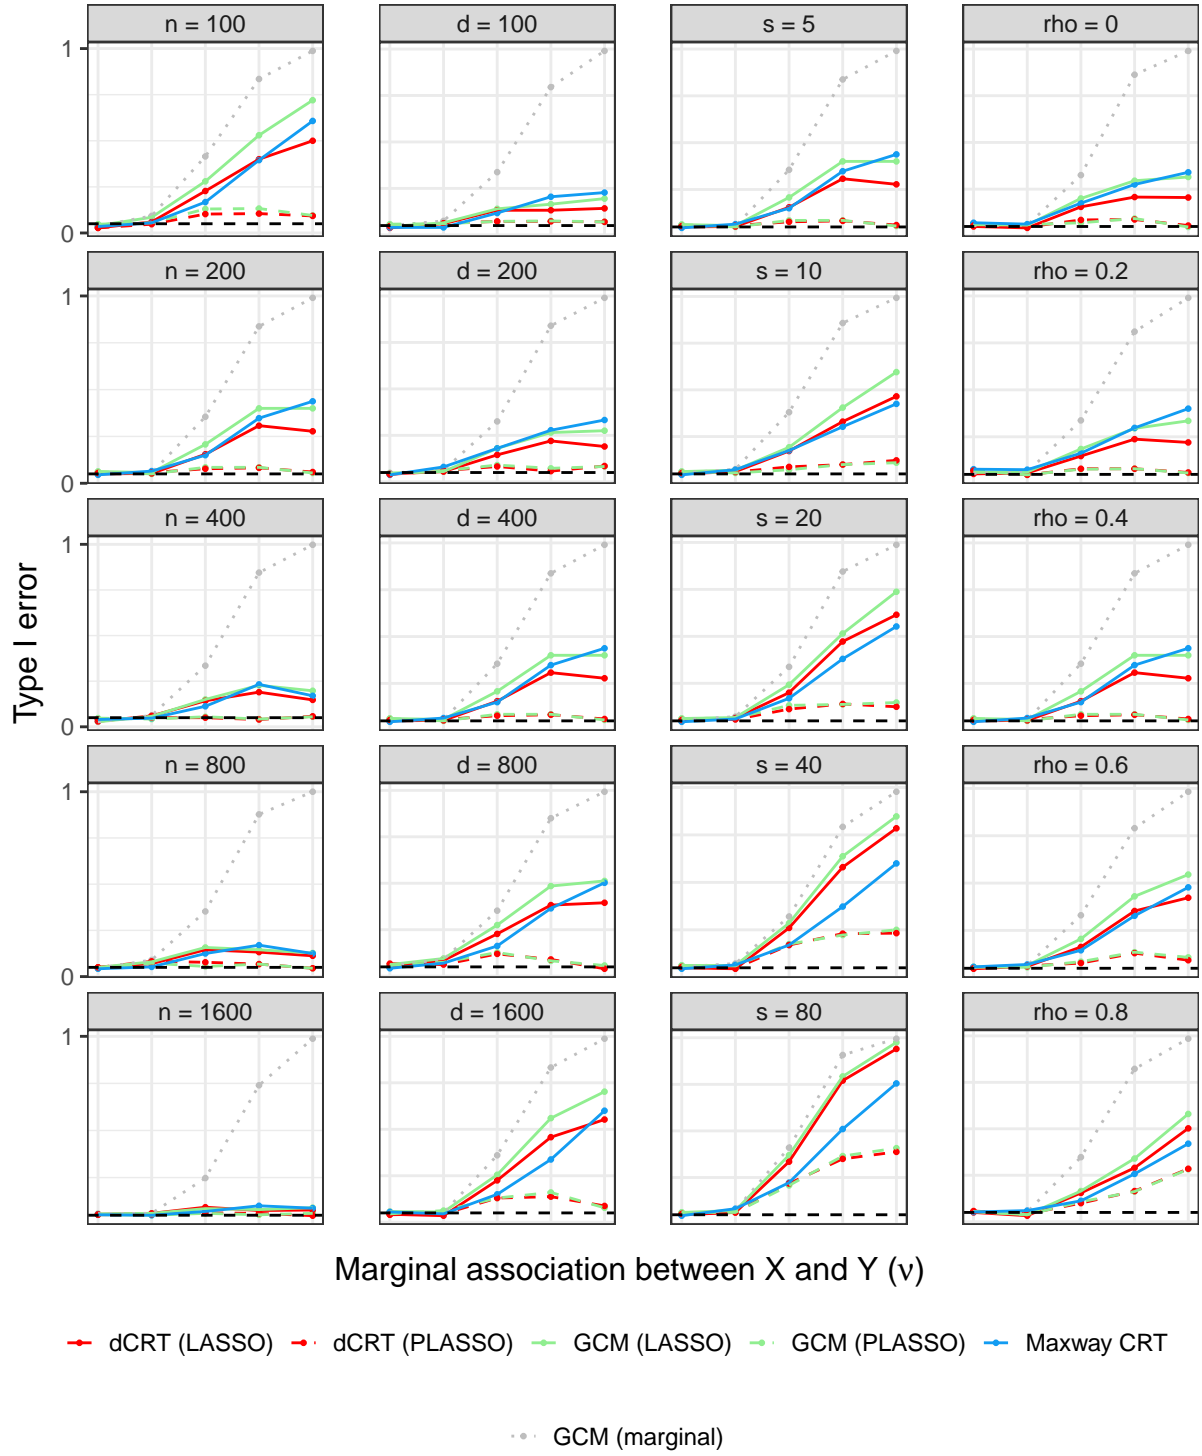 n = 100
d = 100
s = 5
rho = 0
1
0
n = 200
d = 200
s = 10
rho = 0.2
1
0
n = 400
d = 400
s = 20
rho = 0.4
1
0
n = 800
d = 800
s = 40
rho = 0.6
1
0
n = 1600
d = 1600
s = 80
rho = 0.8
1
Type I error
Marginal association between X and Y (ν)
dCRT (LASSO)
dCRT (PLASSO)
GCM (LASSO)
GCM (PLASSO)
Maxway CRT
GCM (marginal)